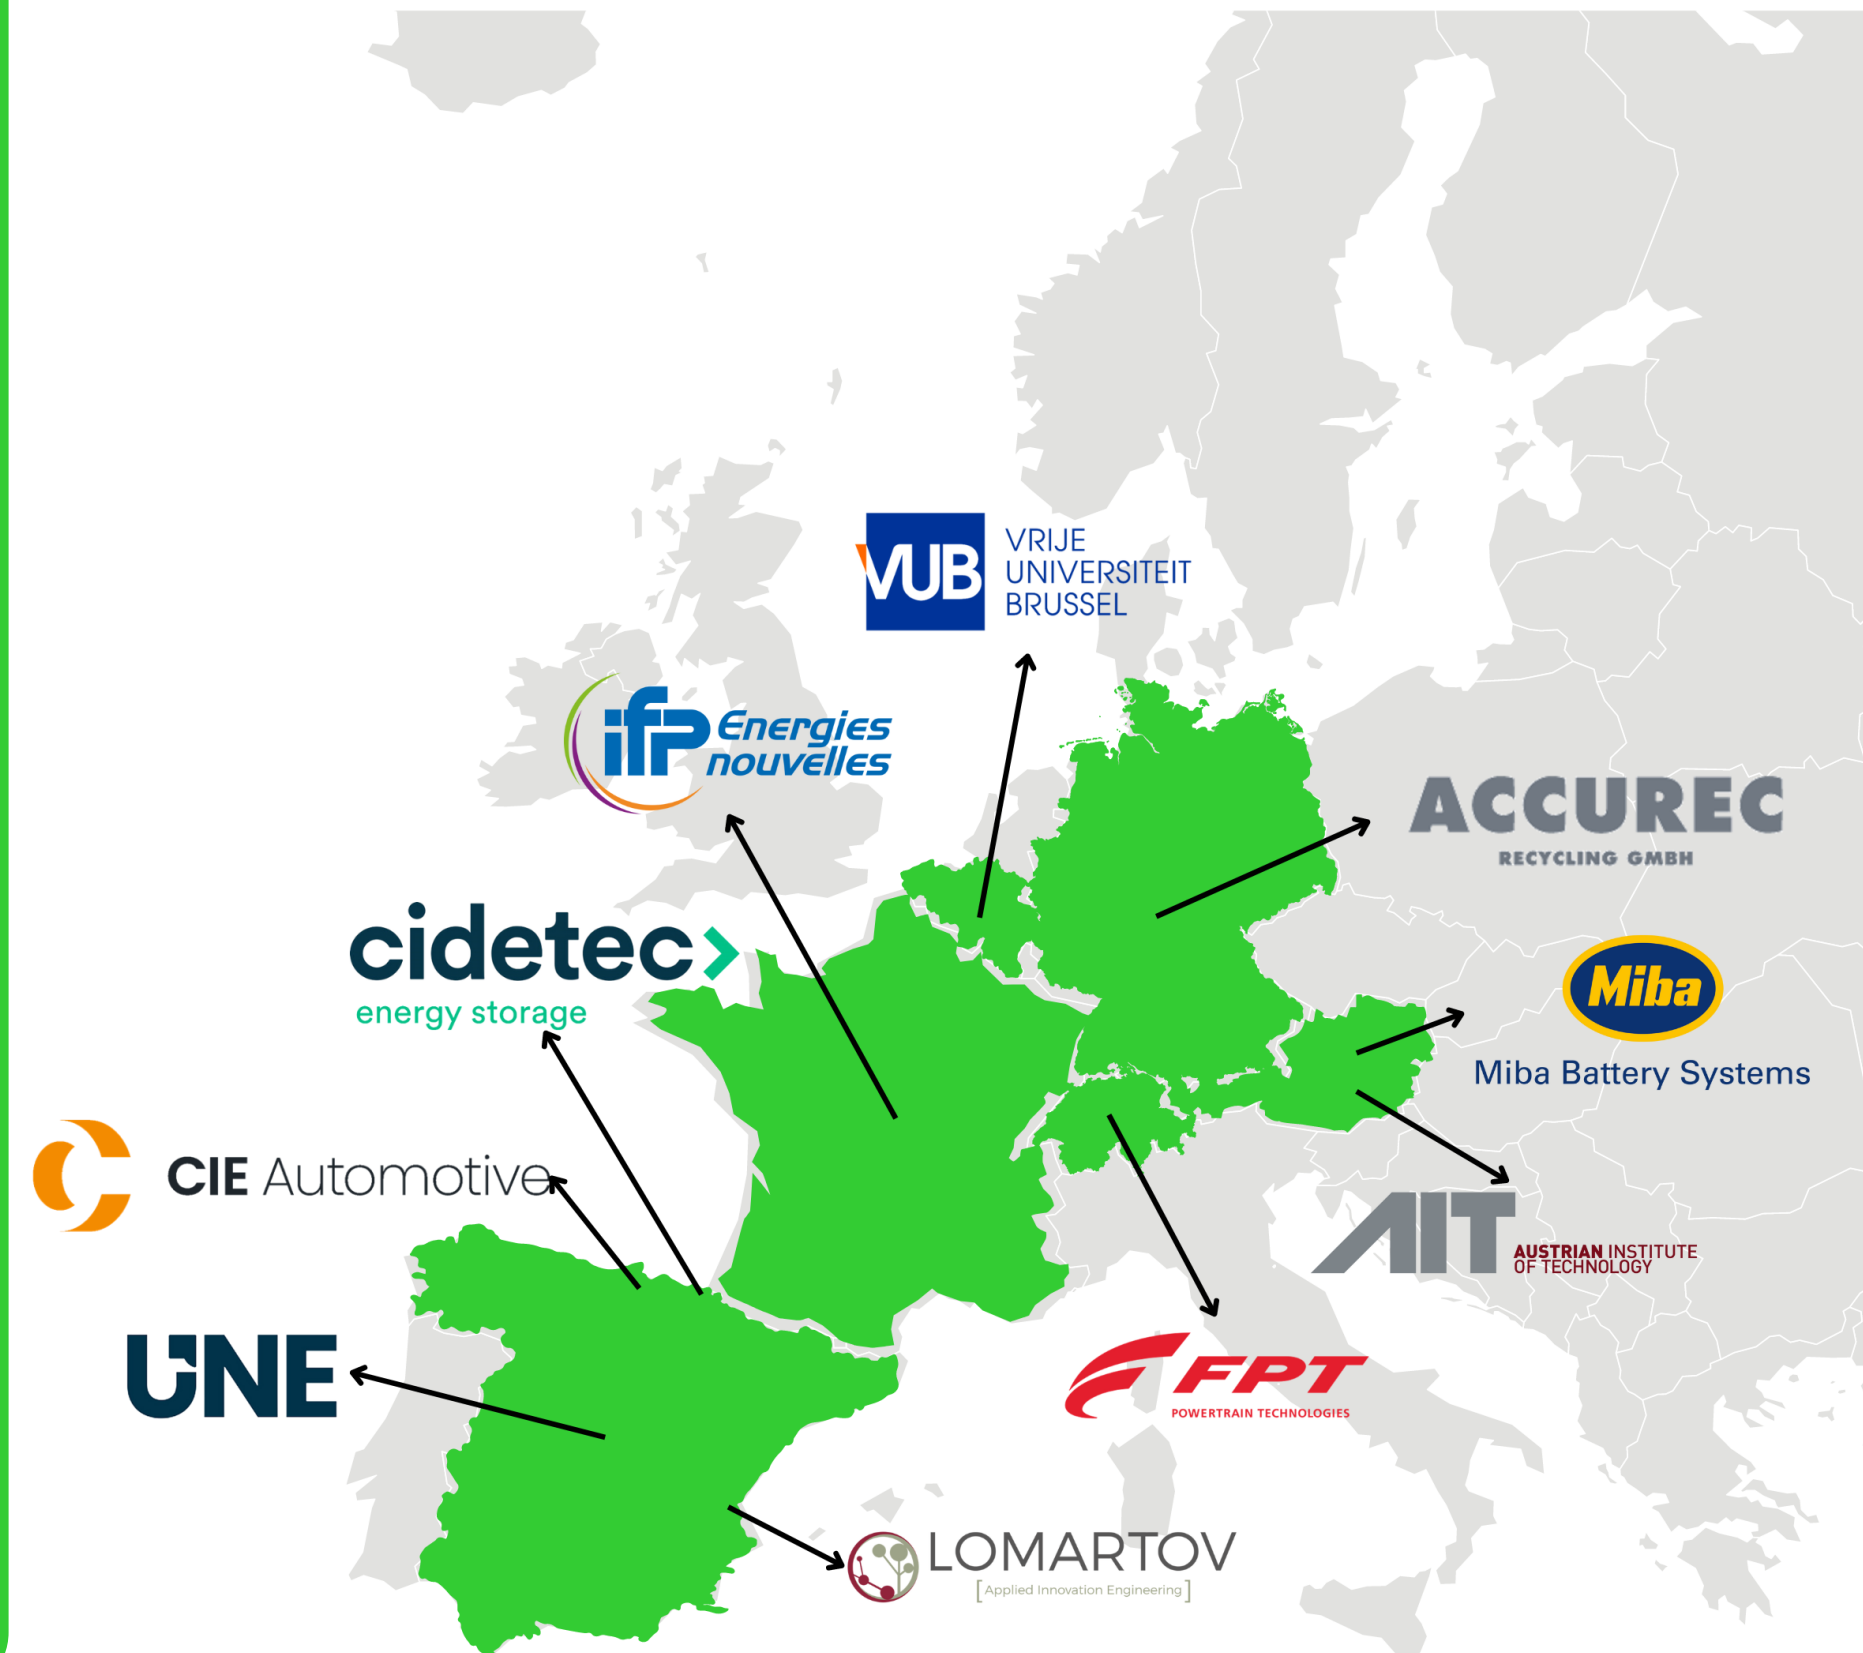 VUB
VRIJE
UNIVERSITEIT
BRUSSEL
ifP Energies
nouvelles
ACCUREC
RECYCLING GMBH
cidetec
energy storage
Miba
Miba Battery Systems
CIE Automotive
AIT
AUSTRIAN INSTITUTE
OF TECHNOLOGY
UNE
FPT
POWERTRAIN TECHNOLOGIES
LOMARTOV
[Applied Innovation Engineering]